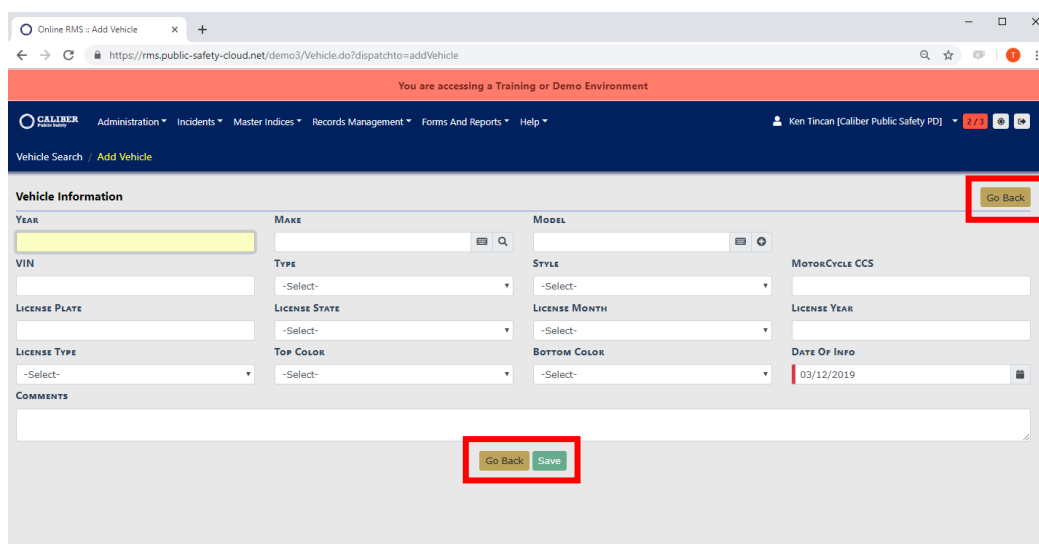 Online RMS :: Add Vehicle
https://rms.public-safety-cloud.net/demo3/Vehicle.do?dispatchto=addVehicle
T
You are accessing a Training or Demo Environment
CALIBER Public Safety Administration Incidents Master Indices Records Management Forms And Reports Help Ken Tincan [Caliber Public Safety PD] 2 / 3
Vehicle Search / Add Vehicle
Vehicle Information Go Back
Year Make Model
VIN Type Style MotorCycle CCS
-Select- -Select-
License Plate License State License Month License Year
-Select- -Select-
License Type Top Color Bottom Color Date Of Info
-Select- -Select- -Select- 03/12/2019
Comments
Go Back Save